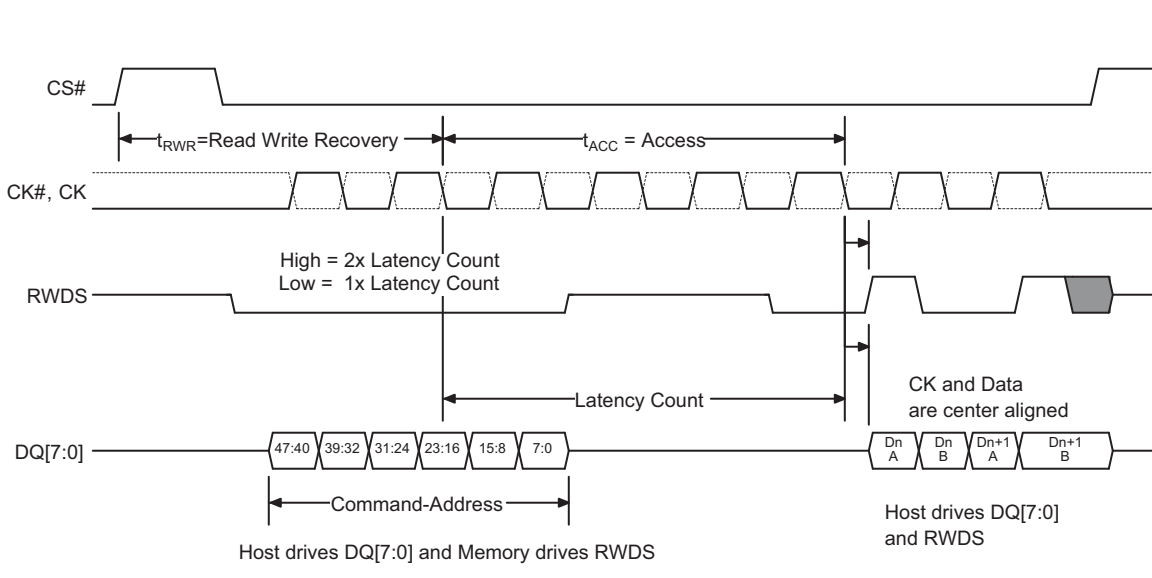 CS#
tRWR=Read Write Recovery
tACC = Access
CK#, CK
High = 2x Latency Count
Low = 1x Latency Count
RWDS
Latency Count
CK and Data
are center aligned
DQ[7:0]
47:40 39:32 31:24 23:16 15:8 7:0
Dn
A
Dn
B
Dn+1
A
Dn+1
B
Command-Address
Host drives DQ[7:0]
and RWDS
Host drives DQ[7:0] and Memory drives RWDS